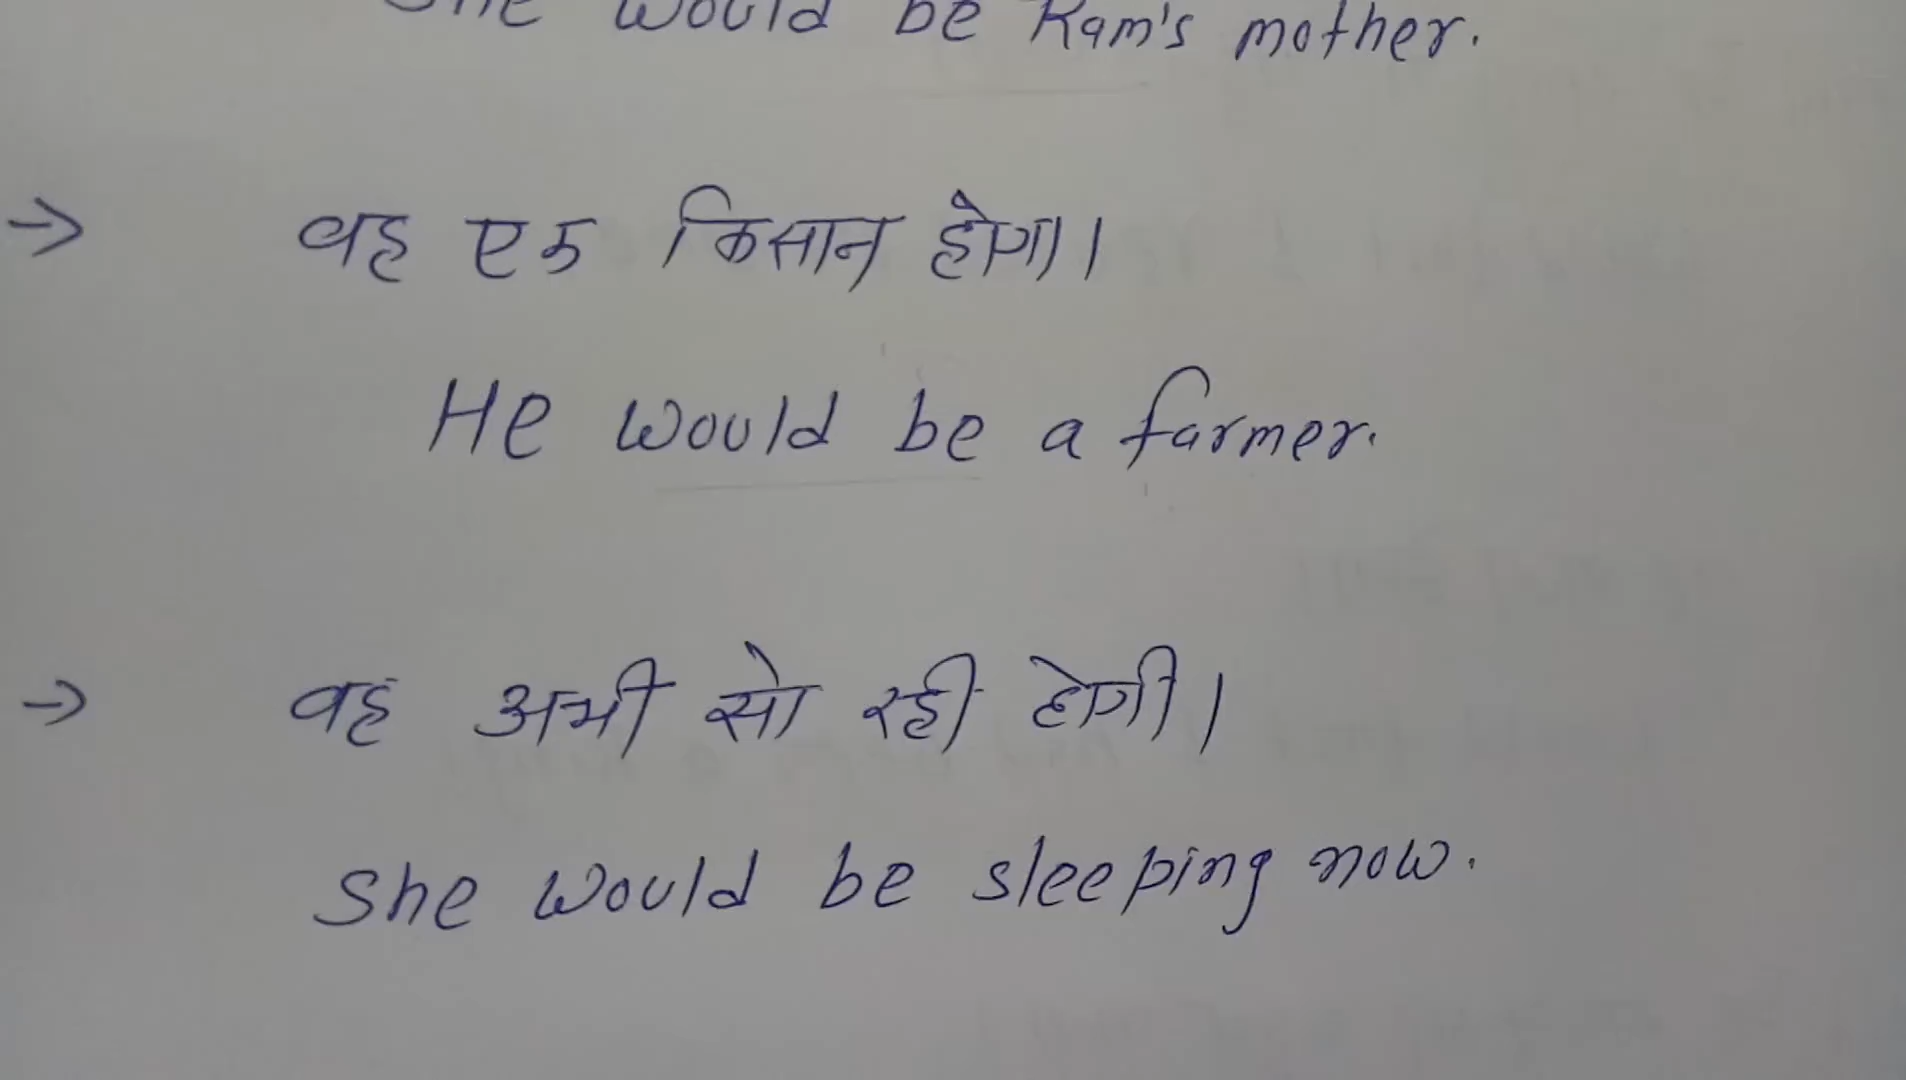 She would be Ram's mother.
→ वह एक किसान होगा।
He would be a farmer.
→ वह अभी सो रही होगी।
She would be sleeping now.